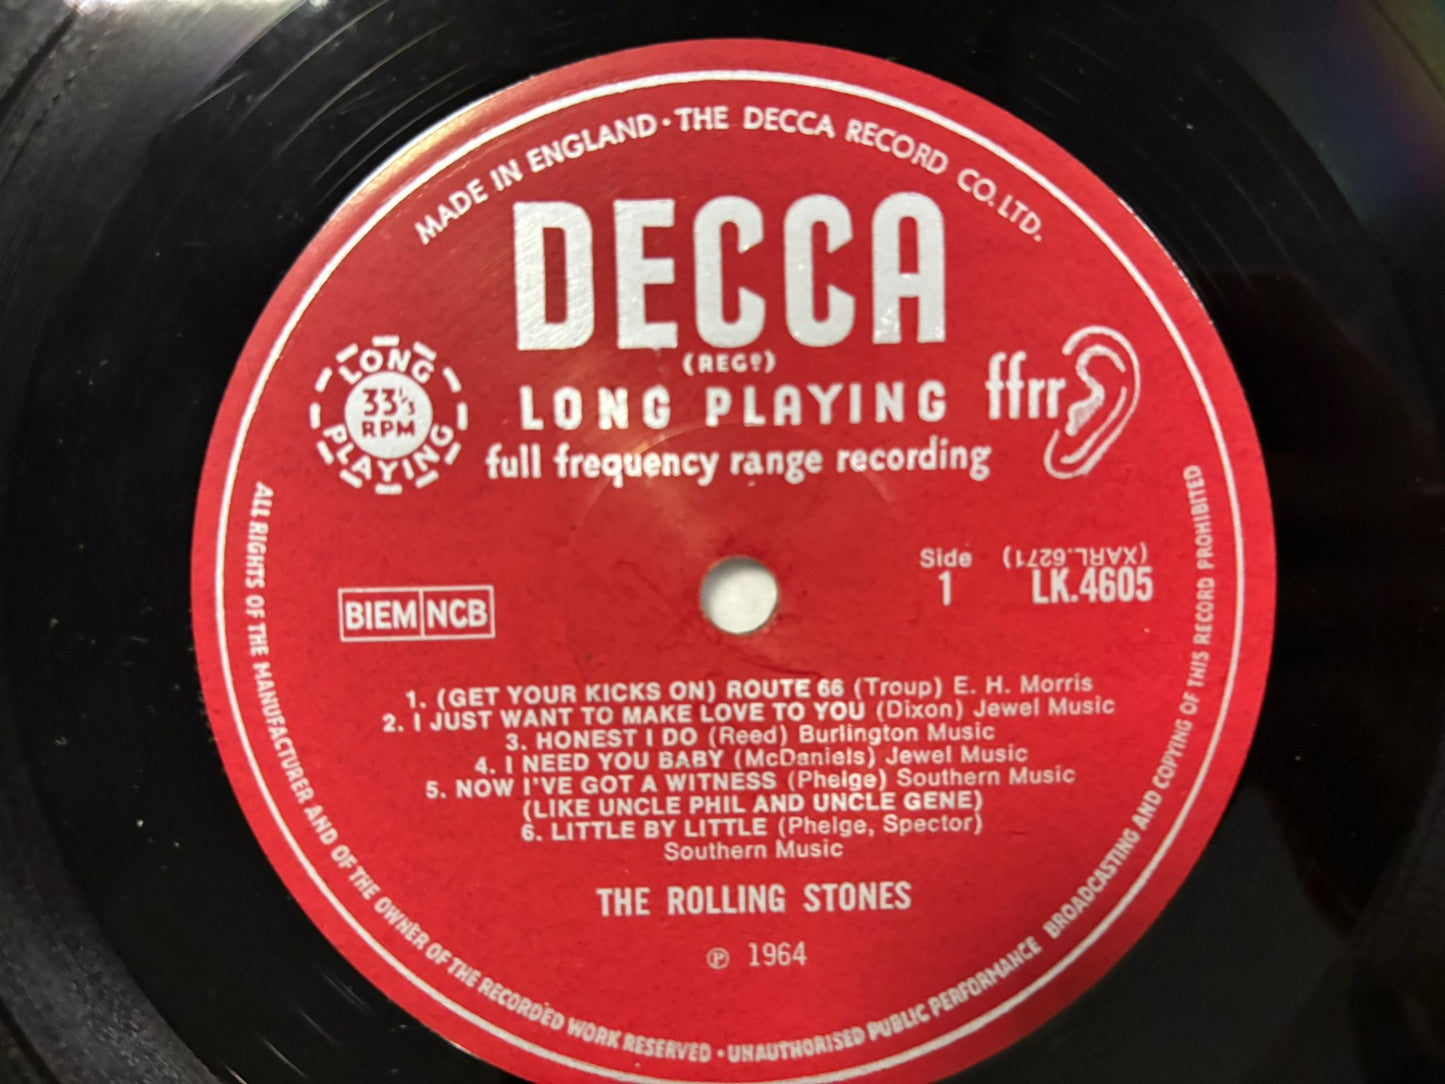 MADE IN ENGLAND · THE DECCA RECORD CO. LTD.
DECCA
(REGD)
LONG PLAYING
33⅓
RPM
LONG PLAYING
ffrr
full frequency range recording
Side
1
(XARL.6271)
LK.4605
BIEM NCB
1. (GET YOUR KICKS ON) ROUTE 66 (Troup) E. H. Morris
2. I JUST WANT TO MAKE LOVE TO YOU (Dixon) Jewel Music
3. HONEST I DO (Reed) Burlington Music
4. I NEED YOU BABY (McDaniels) Jewel Music
5. NOW I'VE GOT A WITNESS (Phelge) Southern Music
(LIKE UNCLE PHIL AND UNCLE GENE)
6. LITTLE BY LITTLE (Phelge, Spector)
Southern Music
THE ROLLING STONES
℗ 1964
ALL RIGHTS OF THE MANUFACTURER AND OF THE OWNER OF THE RECORDED WORK RESERVED · UNAUTHORISED PUBLIC PERFORMANCE BROADCASTING AND COPYING OF THIS RECORD PROHIBITED